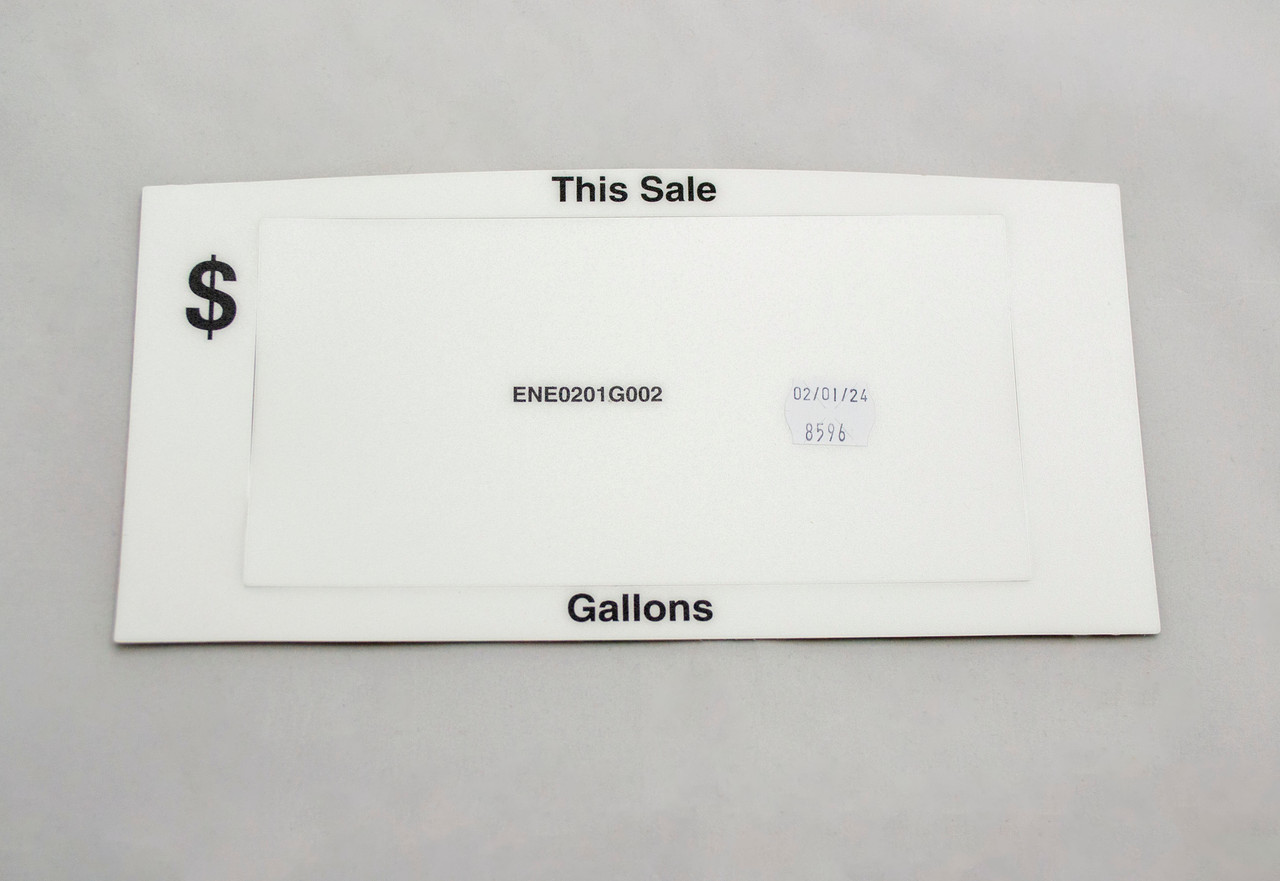 This Sale
$
ENE0201G002
02/01/24
8596
Gallons